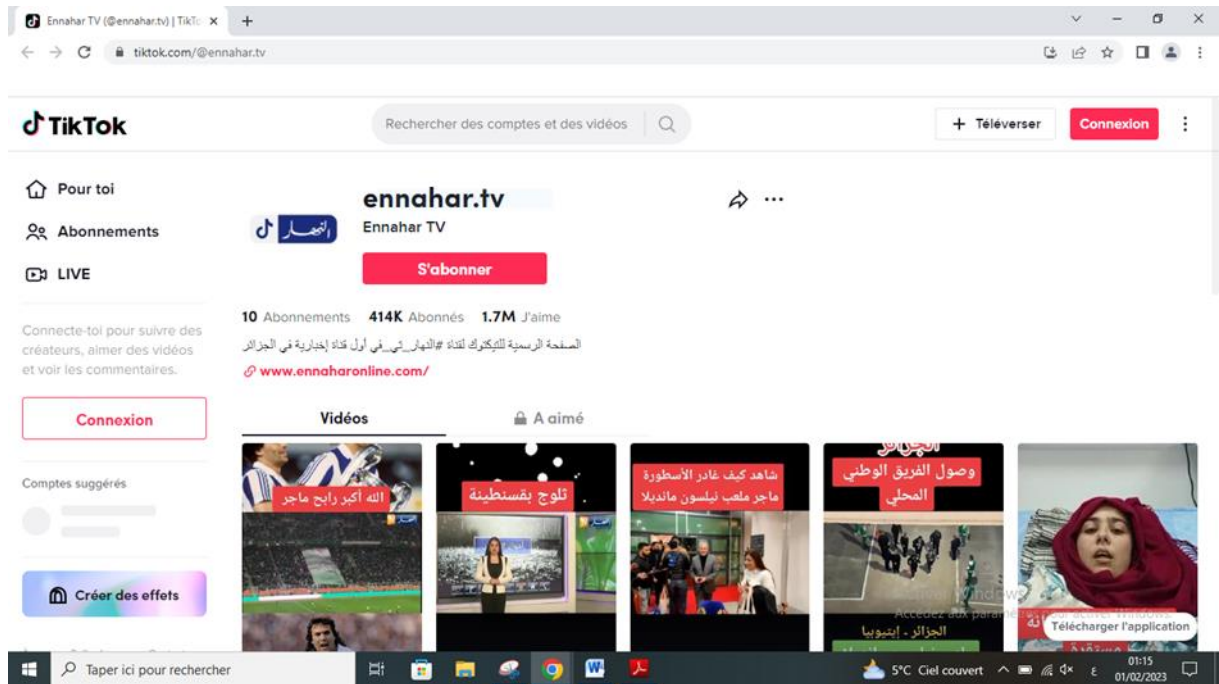 Ennahar TV (@ennahar.tv) | TikTo
tiktok.com/@ennahar.tv
TikTok
Rechercher des comptes et des vidéos
+ Téléverser
Connexion
Pour toi
Abonnements
LIVE
Connecte-toi pour suivre des
créateurs, aimer des vidéos
et voir les commentaires.
Connexion
Comptes suggérés
Créer des effets
النهار
ennahar.tv
Ennahar TV
S'abonner
10 Abonnements 414K Abonnés 1.7M J'aime
الصفحة الرسمية للتيكتوك لقناة #النهار_تي_في أول قناة إخبارية في الجزائر
www.ennaharonline.com/
Vidéos
A aimé
الله أكبر رابح ماجر
ثلوج بقسنطينة
شاهد كيف غادر الأسطورة
ماجر ملعب نيلسون مانديلا
الجزائر
وصول الفريق الوطني
المحلي
الجزائر - إيتيوبيا
Télécharger l'application
Taper ici pour rechercher
5°C Ciel couvert
ع
01:15
01/02/2023